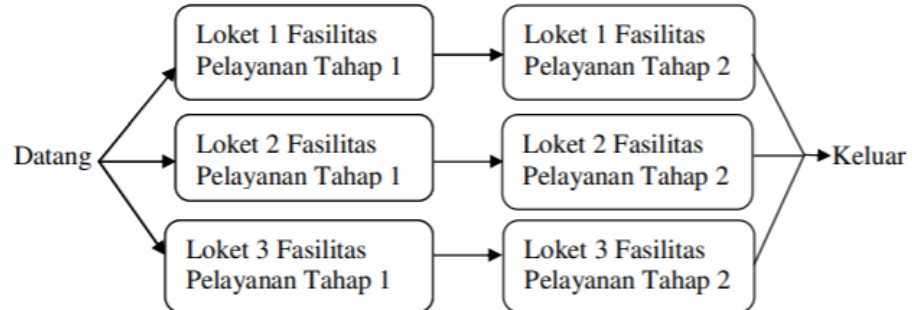 Loket 1 Fasilitas
Pelayanan Tahap 1
Loket 1 Fasilitas
Pelayanan Tahap 2
Datang
Loket 2 Fasilitas
Pelayanan Tahap 1
Loket 2 Fasilitas
Pelayanan Tahap 2
Keluar
Loket 3 Fasilitas
Pelayanan Tahap 1
Loket 3 Fasilitas
Pelayanan Tahap 2